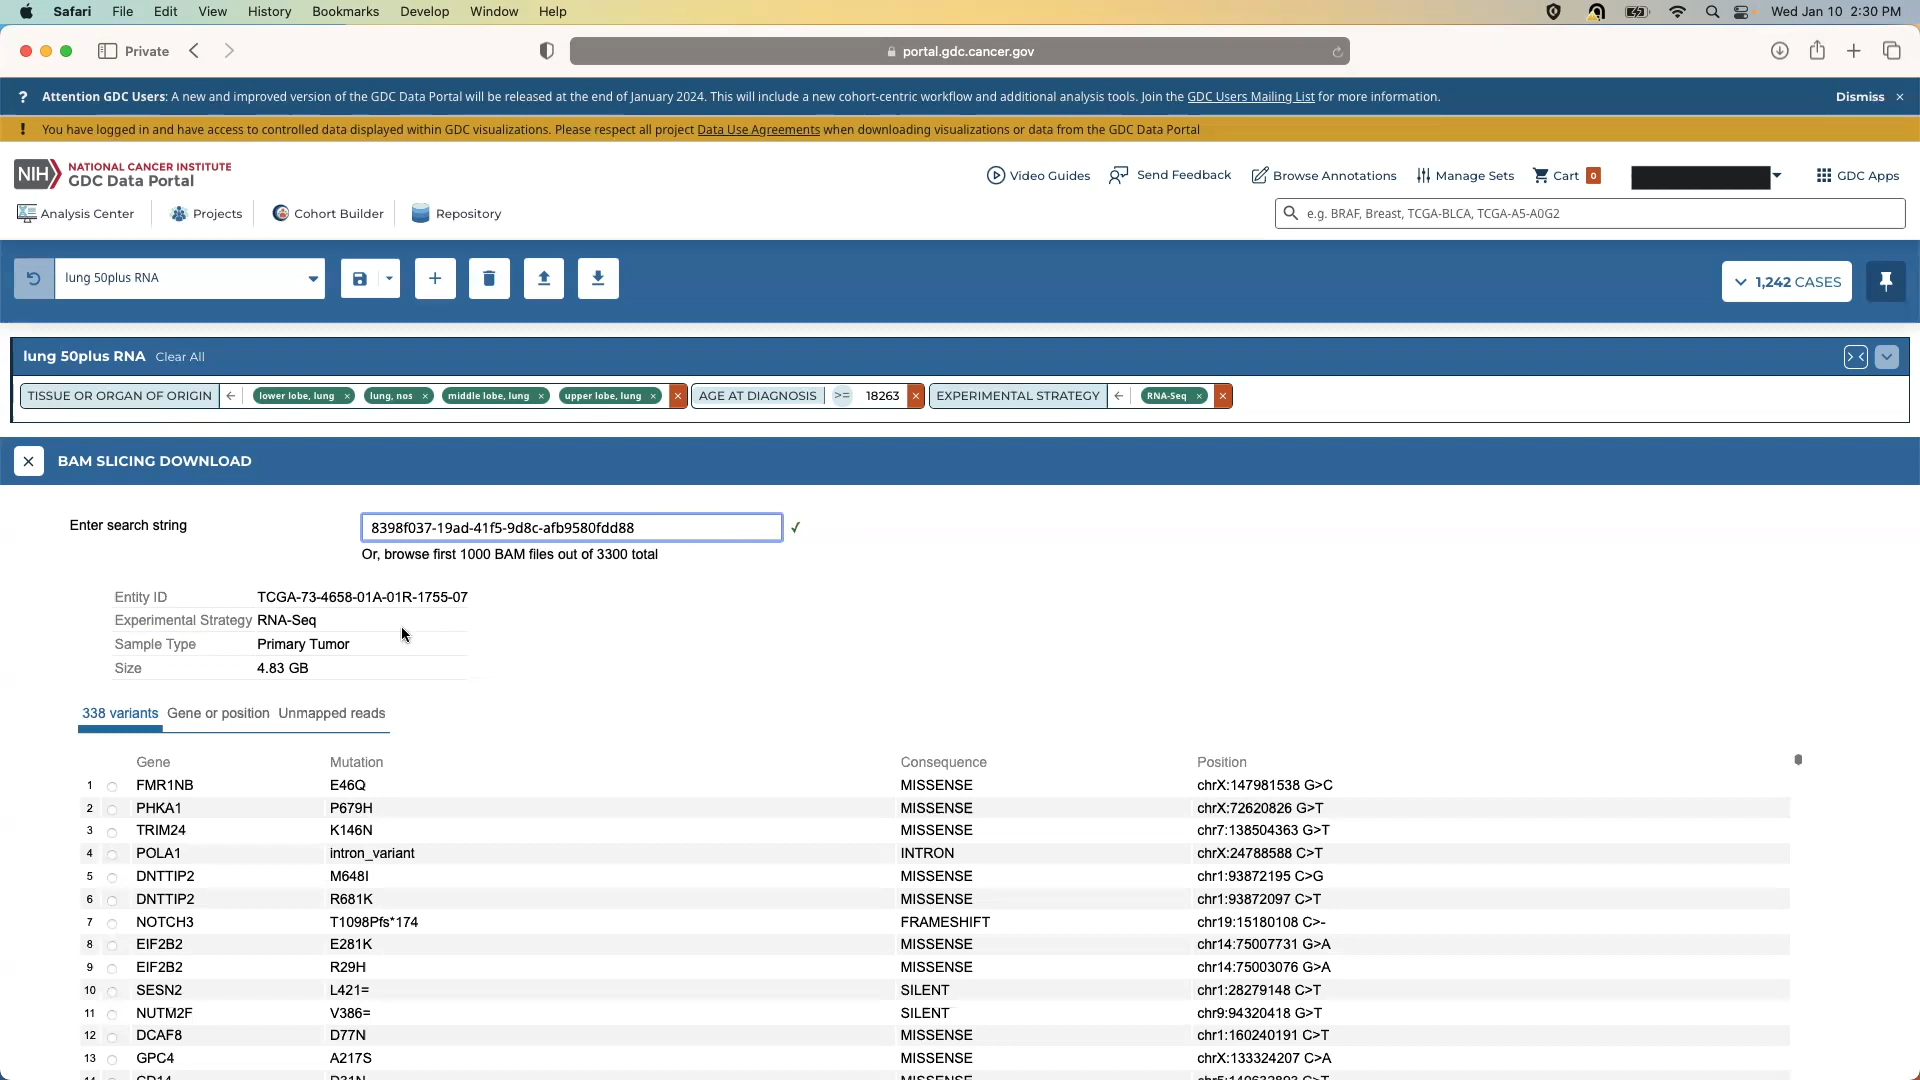 Safari File Edit View History Bookmarks Develop Window Help Wed Jan 10 2:30 PM
Private portal.gdc.cancer.gov
? Attention GDC Users: A new and improved version of the GDC Data Portal will be released at the end of January 2024. This will include a new cohort-centric workflow and additional analysis tools. Join the GDC Users Mailing List for more information. Dismiss ×
! You have logged in and have access to controlled data displayed within GDC visualizations. Please respect all project Data Use Agreements when downloading visualizations or data from the GDC Data Portal
NIH NATIONAL CANCER INSTITUTE
GDC Data Portal
Video Guides Send Feedback Browse Annotations Manage Sets Cart 0 GDC Apps
Analysis Center Projects Cohort Builder Repository e.g. BRAF, Breast, TCGA-BLCA, TCGA-A5-A0G2
lung 50plus RNA 1,242 CASES
lung 50plus RNA Clear All
TISSUE OR ORGAN OF ORIGIN lower lobe, lung × lung, nos × middle lobe, lung × upper lobe, lung × × AGE AT DIAGNOSIS >= 18263 × EXPERIMENTAL STRATEGY RNA-Seq × ×
× BAM SLICING DOWNLOAD
Enter search string 8398f037-19ad-41f5-9d8c-afb9580fdd88 ✓
Or, browse first 1000 BAM files out of 3300 total
Entity ID TCGA-73-4658-01A-01R-1755-07
Experimental Strategy RNA-Seq
Sample Type Primary Tumor
Size 4.83 GB
338 variants Gene or position Unmapped reads
Gene Mutation Consequence Position
1 FMR1NB E46Q MISSENSE chrX:147981538 G>C
2 PHKA1 P679H MISSENSE chrX:72620826 G>T
3 TRIM24 K146N MISSENSE chr7:138504363 G>T
4 POLA1 intron_variant INTRON chrX:24788588 C>T
5 DNTTIP2 M648I MISSENSE chr1:93872195 C>G
6 DNTTIP2 R681K MISSENSE chr1:93872097 C>T
7 NOTCH3 T1098Pfs*174 FRAMESHIFT chr19:15180108 C>-
8 EIF2B2 E281K MISSENSE chr14:75007731 G>A
9 EIF2B2 R29H MISSENSE chr14:75003076 G>A
10 SESN2 L421= SILENT chr1:28279148 C>T
11 NUTM2F V386= SILENT chr9:94320418 G>T
12 DCAF8 D77N MISSENSE chr1:160240191 C>T
13 GPC4 A217S MISSENSE chrX:133324207 C>A